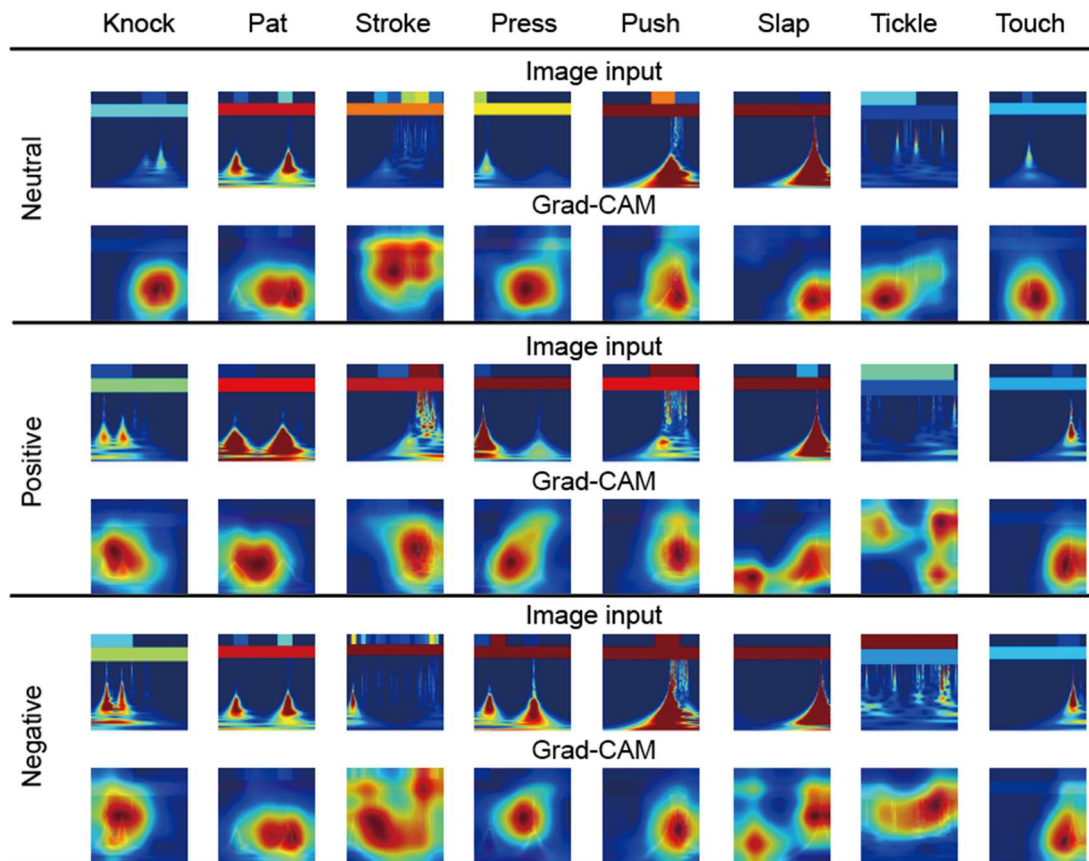 Knock Pat Stroke Press Push Slap Tickle Touch
Image input
Neutral
Grad-CAM
Image input
Positive
Grad-CAM
Image input
Negative
Grad-CAM